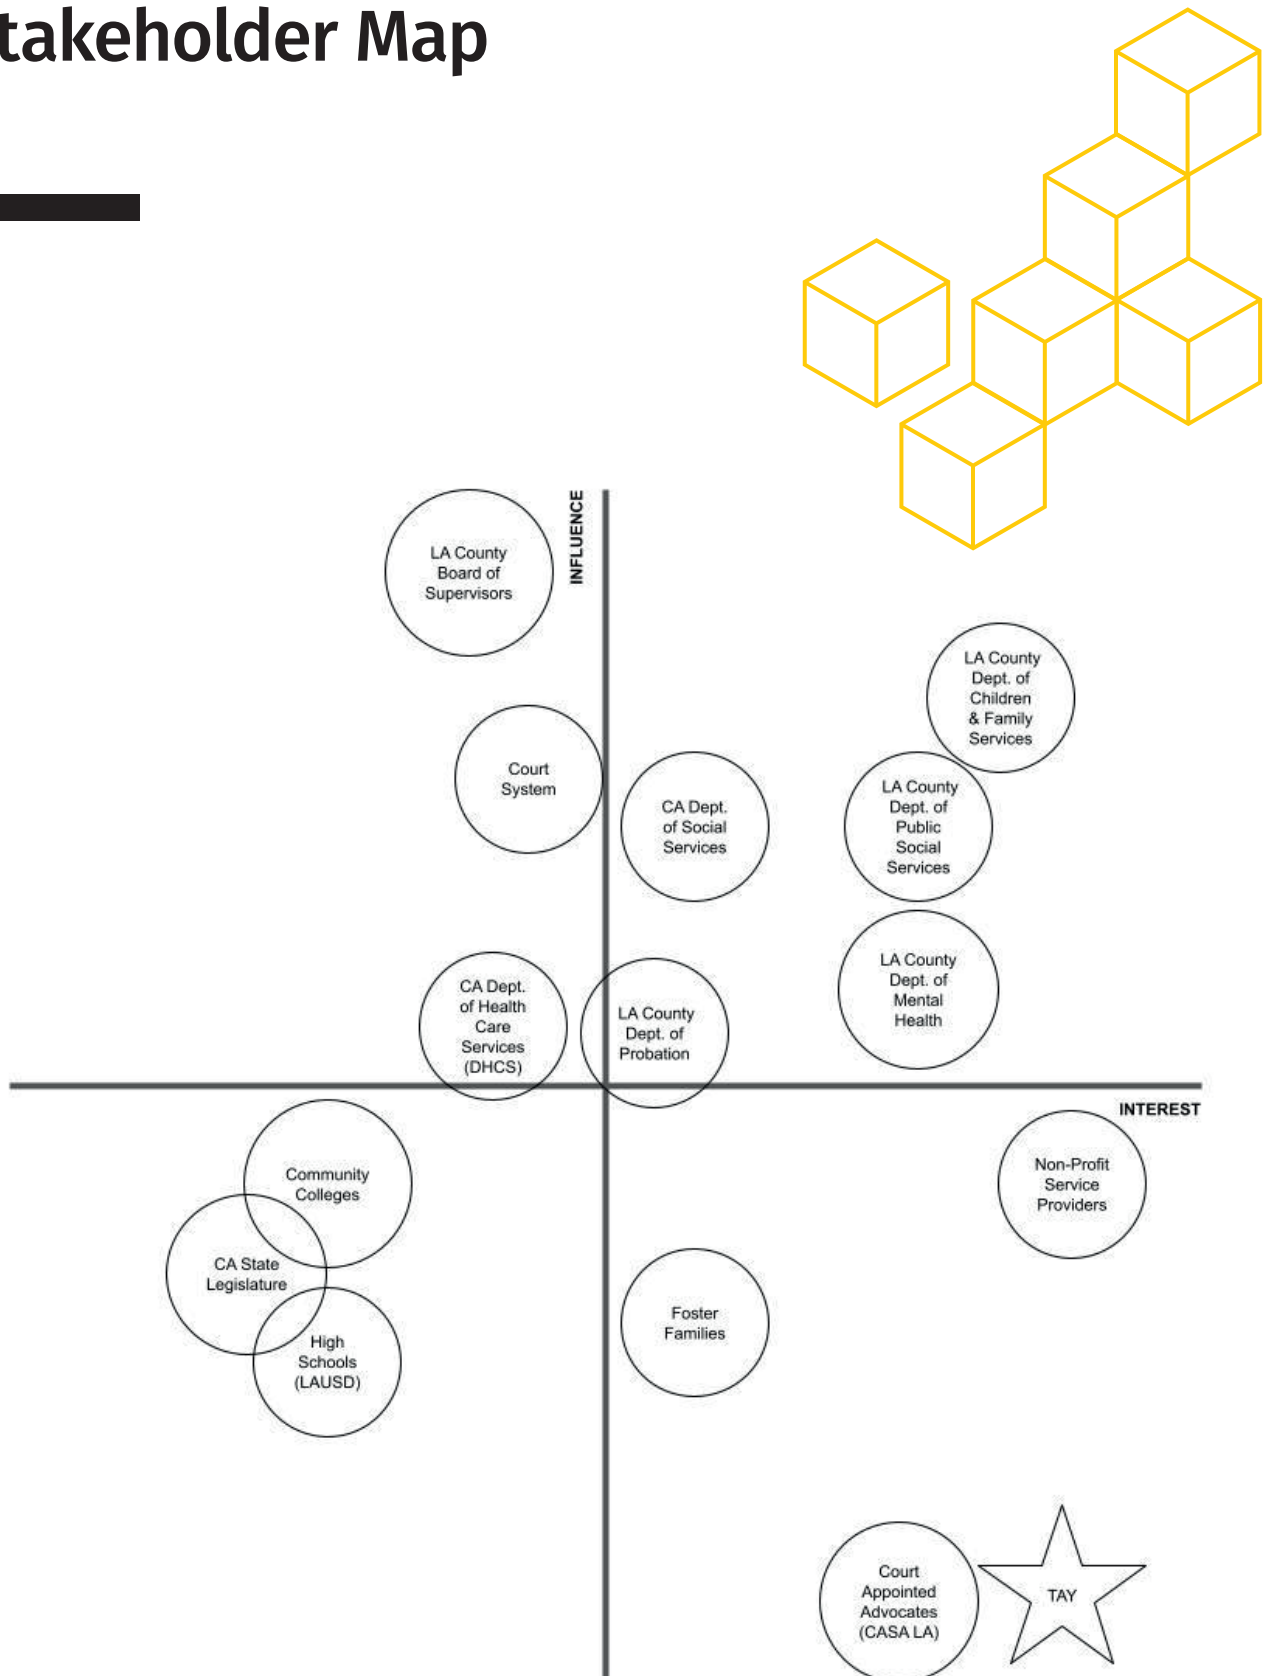 takeholder Map
INFLUENCE
LA County
Board of
Supervisors
LA County
Dept. of
Children
& Family
Services
Court
System
CA Dept.
of Social
Services
LA County
Dept. of
Public
Social
Services
LA County
Dept. of
Mental
Health
CA Dept.
of Health
Care
Services
(DHCS)
LA County
Dept. of
Probation
INTEREST
Community
Colleges
Non-Profit
Service
Providers
CA State
Legislature
Foster
Families
High
Schools
(LAUSD)
Court
Appointed
Advocates
(CASA LA)
TAY